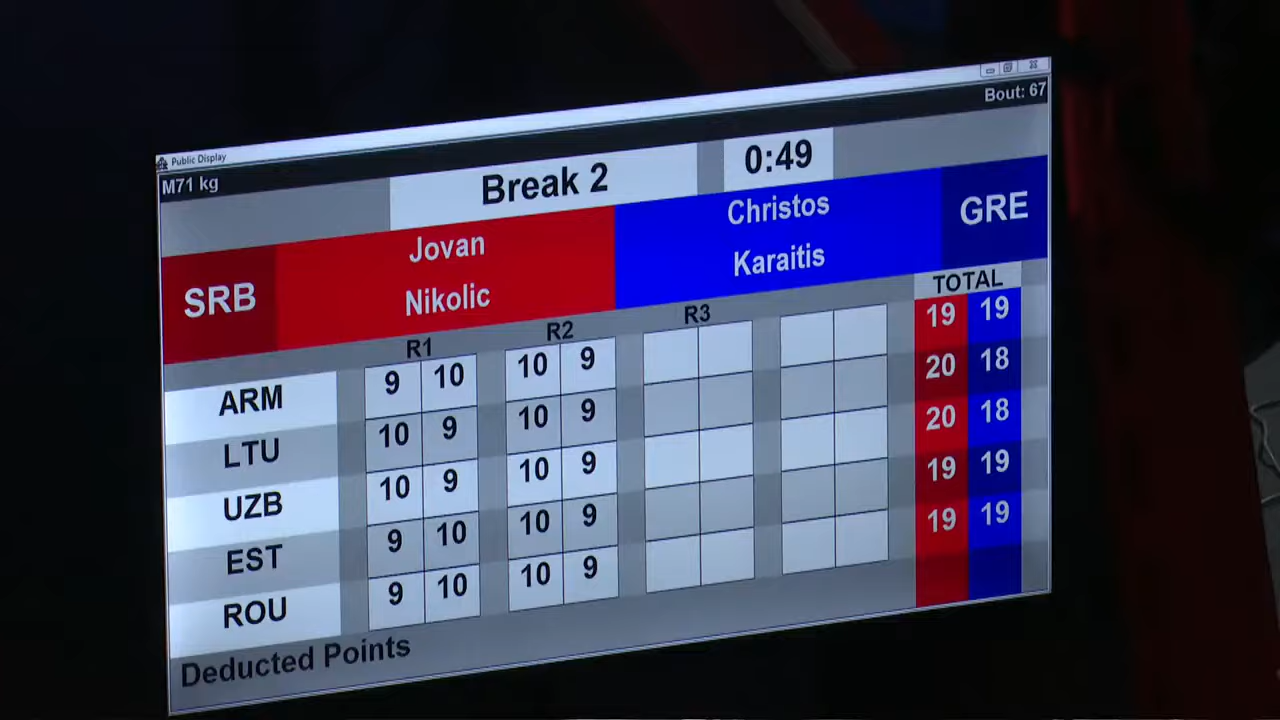 Public Display
M71 kg
Bout: 67
Break 2
0:49
SRB
Jovan
Nikolic
Christos
Karaitis
GRE
R1 R2 R3 TOTAL
ARM 9 10 10 9 19 19
LTU 10 9 10 9 20 18
UZB 10 9 10 9 20 18
EST 9 10 10 9 19 19
ROU 9 10 10 9 19 19
Deducted Points